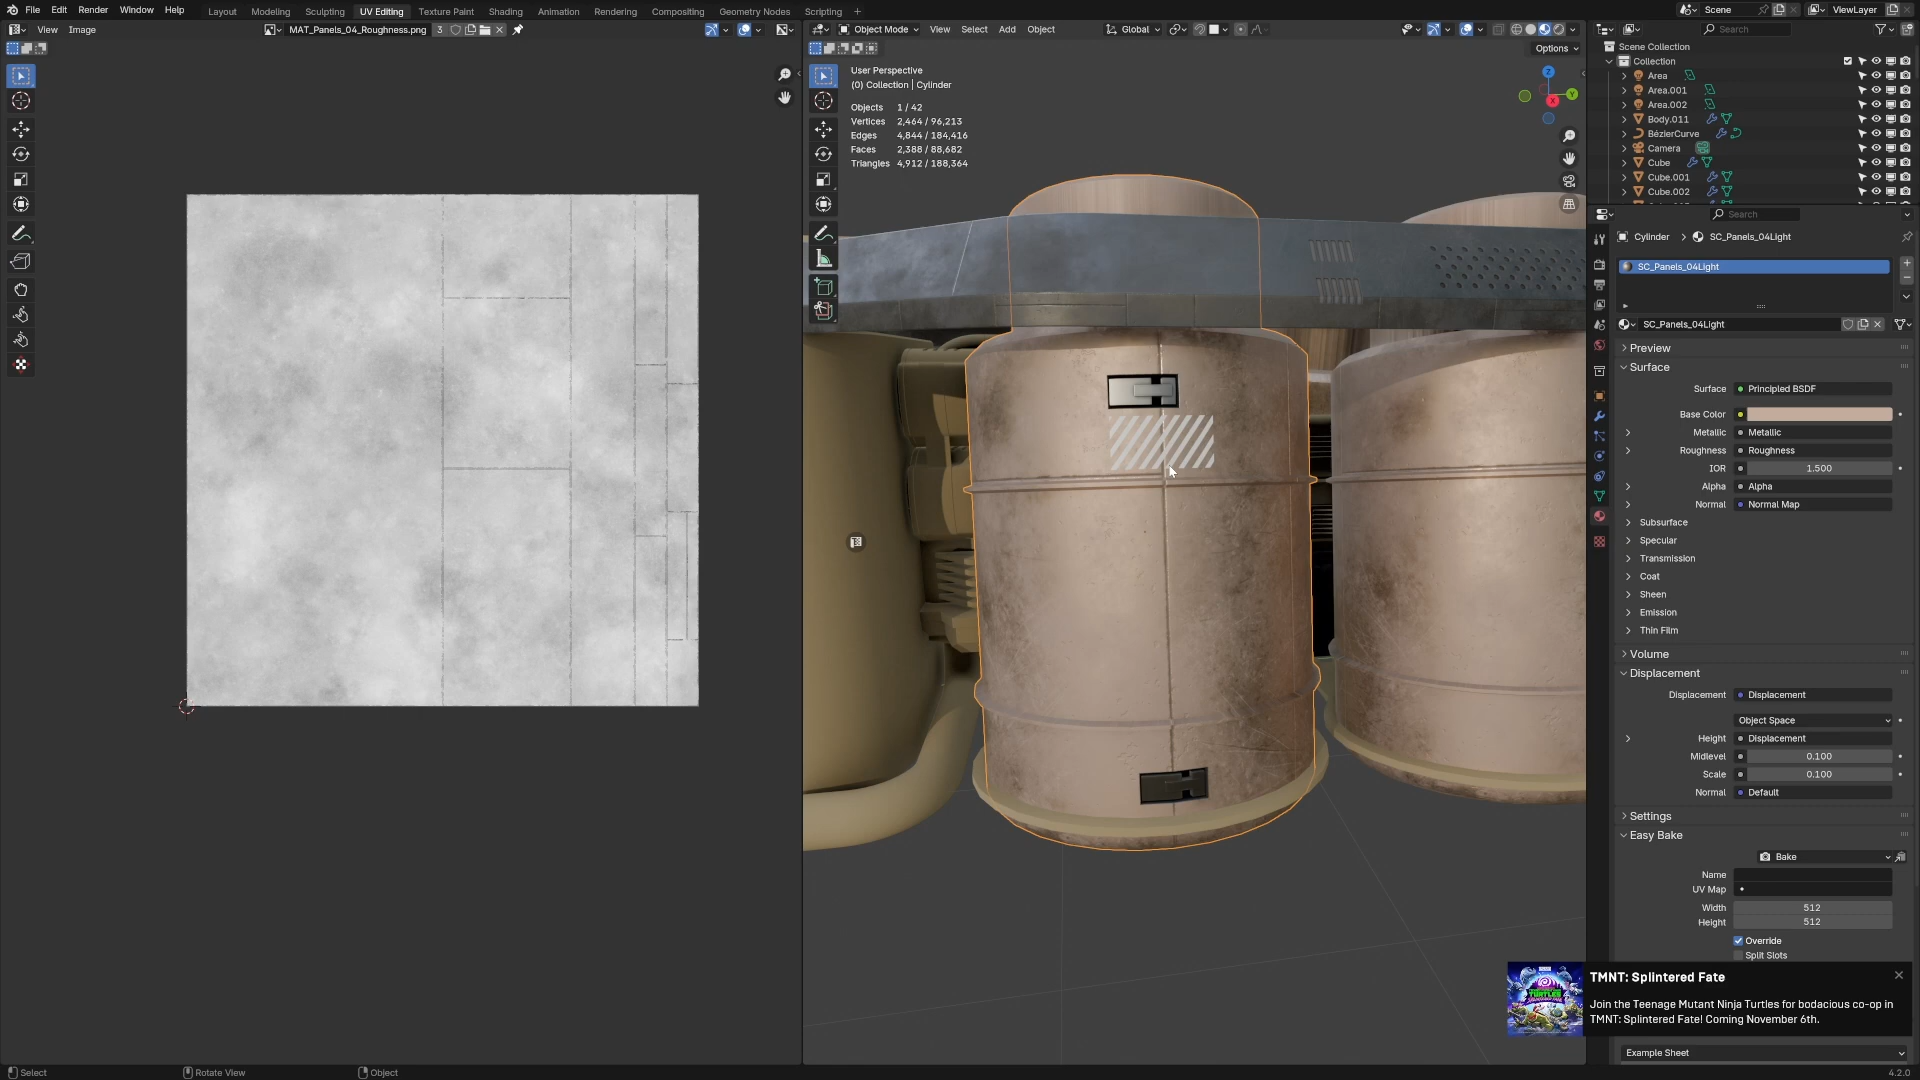 File Edit Render Window Help
Layout Modeling Sculpting UV Editing Texture Paint Shading Animation Rendering Compositing Geometry Nodes Scripting +
Scene
ViewLayer
View Image
MAT_Panels_04_Roughness.png 3
Object Mode View Select Add Object
Global
Options
Search
User Perspective
(0) Collection | Cylinder
Objects 1 / 42
Vertices 2,464 / 96,213
Edges 4,844 / 184,416
Faces 2,388 / 88,682
Triangles 4,912 / 188,364
Z
Y
X
Scene Collection
Collection
Area
Area.001
Area.002
Body.011
BézierCurve
Camera
Cube
Cube.001
Cube.002
Search
Cylinder > SC_Panels_04Light
SC_Panels_04Light
SC_Panels_04Light
Preview
Surface
Surface Principled BSDF
Base Color
Metallic Metallic
Roughness Roughness
IOR 1.500
Alpha Alpha
Normal Normal Map
Subsurface
Specular
Transmission
Coat
Sheen
Emission
Thin Film
Volume
Displacement
Displacement Displacement
Object Space
Height Displacement
Midlevel 0.100
Scale 0.100
Normal Default
Settings
Easy Bake
Bake
Name
UV Map
Width 512
Height 512
Override
Split Slots
TMNT: Splintered Fate
Join the Teenage Mutant Ninja Turtles for bodacious co-op in
TMNT: Splintered Fate! Coming November 6th.
Example Sheet
Select Rotate View Object
4.2.0